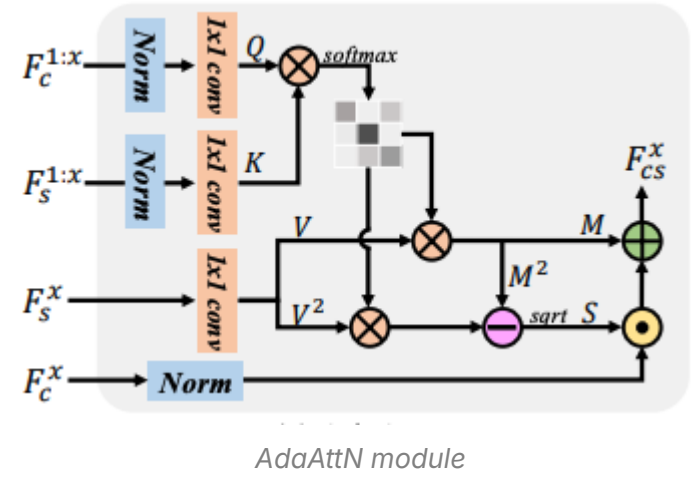 F_c^{1:x}
Norm
1x1 conv
Q
softmax
F_s^{1:x}
Norm
1x1 conv
K
F_s^x
1x1 conv
V
V^2
M
M^2
sqrt
S
F_cs^x
F_c^x
Norm
AdaAttN module